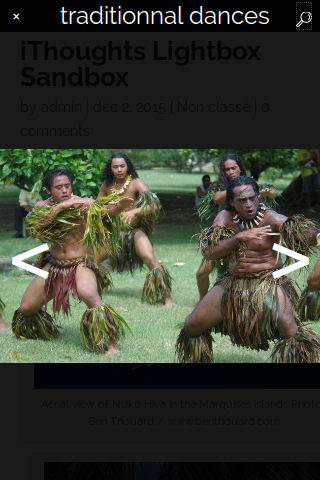 × traditionnal dances
iThoughts Lightbox
Sandbox
by admin | dec 2, 2015 | Non classe | 0
comments
< >
Aerial view of Nuku Hiva in the Marquises Islands Photo
Ben Thouard / www.benthouard.com